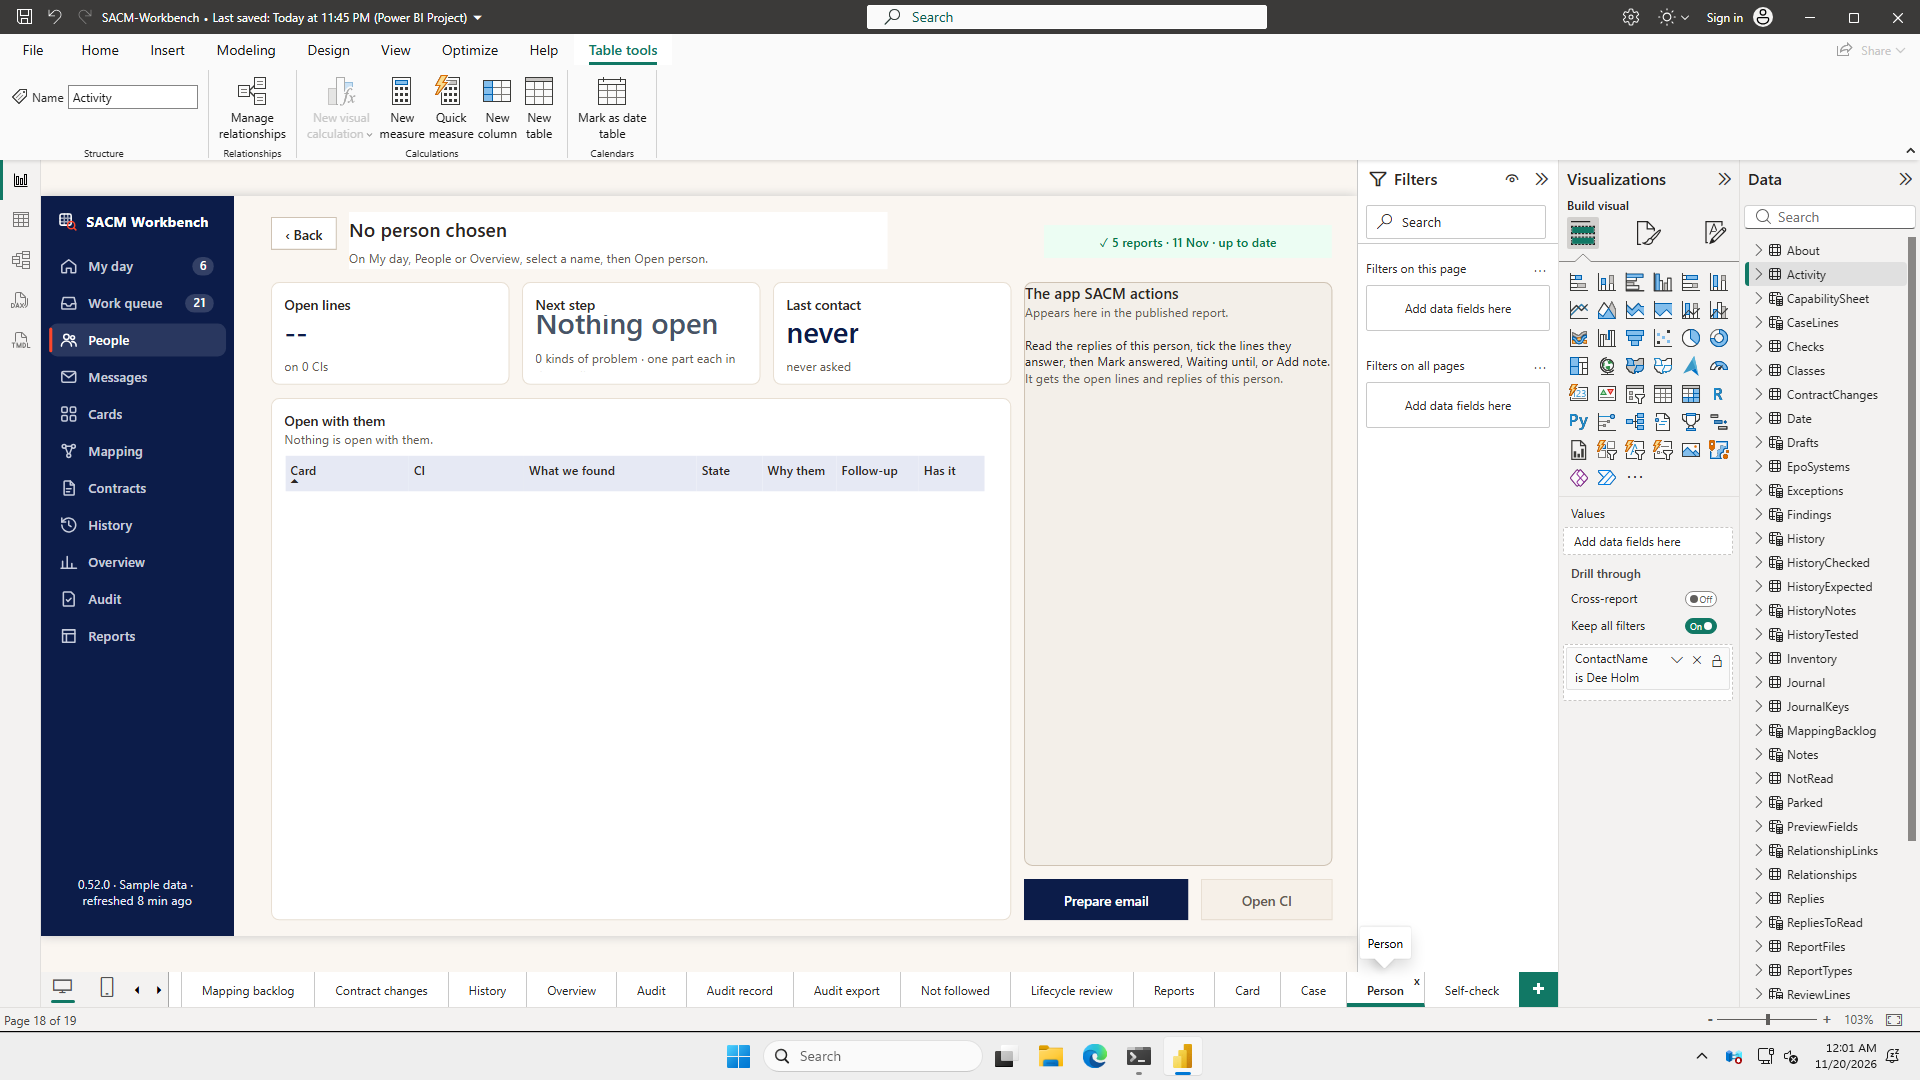 SACM-Workbench • Last saved: Today at 11:45 PM (Power BI Project)
Search
Sign in
File
Home
Insert
Modeling
Design
View
Optimize
Help
Table tools
Share
Name
Activity
Manage relationships
New visual calculation
New measure
Quick measure
New column
New table
Mark as date table
Structure
Relationships
Calculations
Calendars
SACM Workbench
My day
6
Work queue
21
People
Messages
Cards
Mapping
Contracts
History
Overview
Audit
Reports
0.52.0 · Sample data ·
refreshed 8 min ago
‹ Back
No person chosen
On My day, People or Overview, select a name, then Open person.
✓ 5 reports · 11 Nov · up to date
Open lines
--
on 0 CIs
Next step
Nothing open
0 kinds of problem · one part each in
Last contact
never
never asked
Open with them
Nothing is open with them.
Card
CI
What we found
State
Why them
Follow-up
Has it
The app SACM actions
Appears here in the published report.
Read the replies of this person, tick the lines they
answer, then Mark answered, Waiting until, or Add note.
It gets the open lines and replies of this person.
Prepare email
Open CI
Person
Filters
Search
Filters on this page
...
Add data fields here
Filters on all pages
...
Add data fields here
Visualizations
Build visual
123
R
Py
...
Values
Add data fields here
Drill through
Cross-report
Off
Keep all filters
On
ContactName
is Dee Holm
Data
Search
About
Activity
CapabilitySheet
CaseLines
Checks
Classes
ContractChanges
Date
Drafts
EpoSystems
Exceptions
Findings
History
HistoryChecked
HistoryExpected
HistoryNotes
HistoryTested
Inventory
Journal
JournalKeys
MappingBacklog
Notes
NotRead
Parked
PreviewFields
RelationshipLinks
Relationships
Replies
RepliesToRead
ReportFiles
ReportTypes
ReviewLines
DAX
TMDL
Mapping backlog
Contract changes
History
Overview
Audit
Audit record
Audit export
Not followed
Lifecycle review
Reports
Card
Case
Person
x
Self-check
+
Page 18 of 19
-
+
103%
Search
12:01 AM
11/20/2026